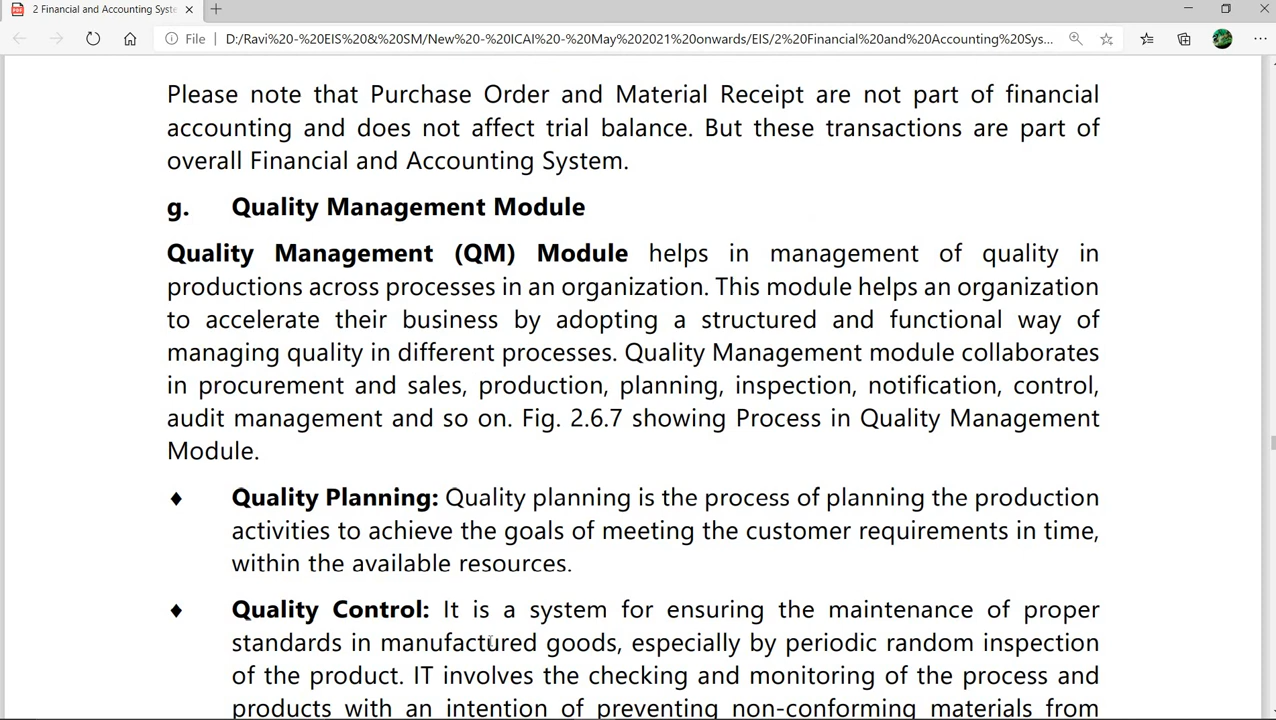 2 Financial and Accounting Syste
File
D:/Ravi%20-%20EIS%20&%20SM/New%20-%20ICAI%20-%20May%202021%20onwards/EIS/2%20Financial%20and%20Accounting%20Sys...
Please note that Purchase Order and Material Receipt are not part of financial
accounting and does not affect trial balance. But these transactions are part of
overall Financial and Accounting System.
g. Quality Management Module
Quality Management (QM) Module helps in management of quality in
productions across processes in an organization. This module helps an organization
to accelerate their business by adopting a structured and functional way of
managing quality in different processes. Quality Management module collaborates
in procurement and sales, production, planning, inspection, notification, control,
audit management and so on. Fig. 2.6.7 showing Process in Quality Management
Module.
♦ Quality Planning: Quality planning is the process of planning the production
activities to achieve the goals of meeting the customer requirements in time,
within the available resources.
♦ Quality Control: It is a system for ensuring the maintenance of proper
standards in manufactured goods, especially by periodic random inspection
of the product. IT involves the checking and monitoring of the process and
products with an intention of preventing non-conforming materials from